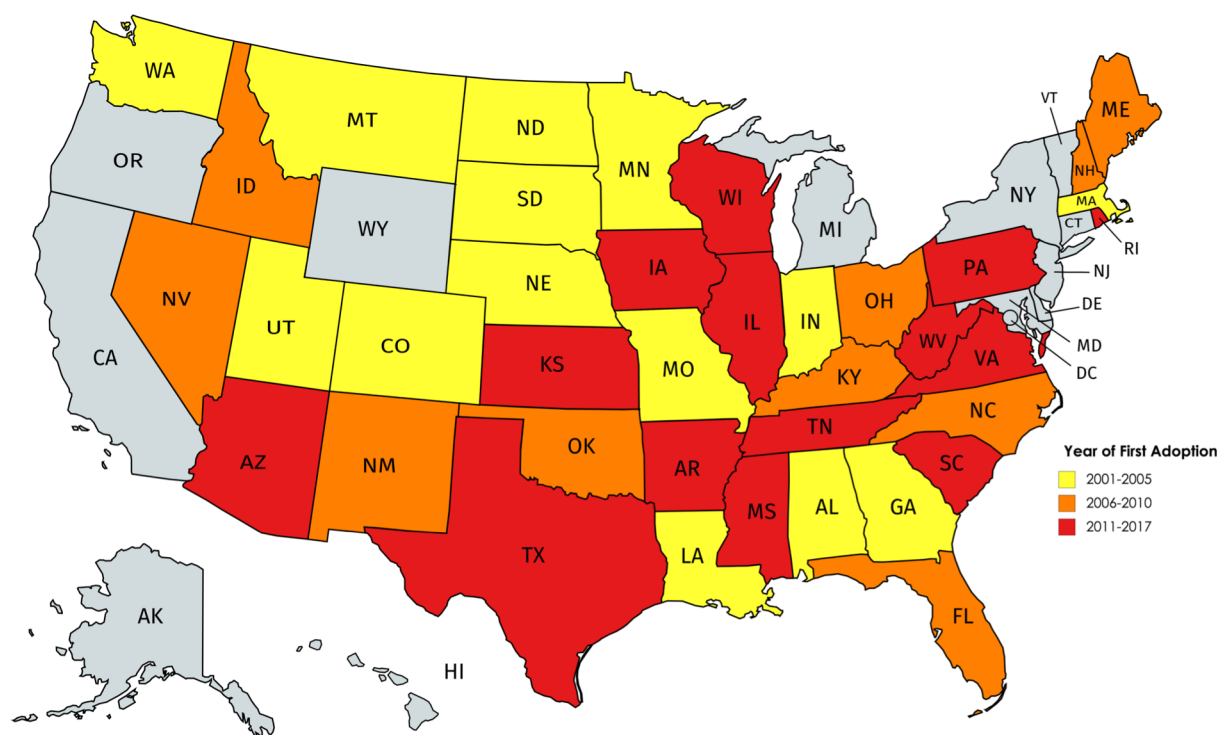 WA
MT
ND
MN
OR
ID
SD
WI
WY
MI
VT
ME
NH
NY
MA
CT
RI
NV
UT
CO
NE
IA
IL
IN
OH
PA
NJ
DE
MD
DC
CA
KS
MO
KY
WV
VA
AZ
NM
OK
AR
TN
NC
SC
MS
AL
GA
TX
LA
FL
AK
HI
Year of First Adoption
2001-2005
2006-2010
2011-2017